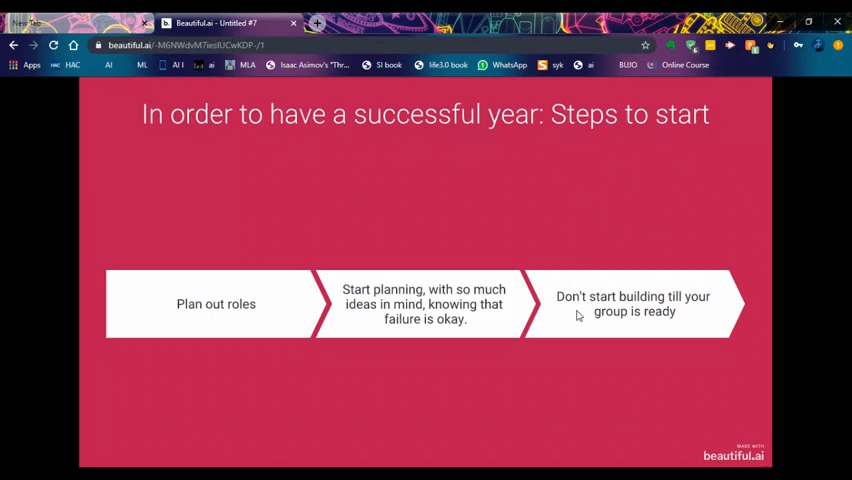 New Tab
Beautiful.ai - Untitled #7
beautiful.ai/-M6NWdvM7iesIUCwKDP-/1
Apps
HAC
HAC
AI
ML
AI I
ai
MLA
Isaac Asimov's "Thr...
SI book
life3.0 book
WhatsApp
syk
ai
BUJO
Online Course
In order to have a successful year: Steps to start
Plan out roles
Start planning, with so much
ideas in mind, knowing that
failure is okay.
Don't start building till your
group is ready
MADE WITH
beautiful.ai